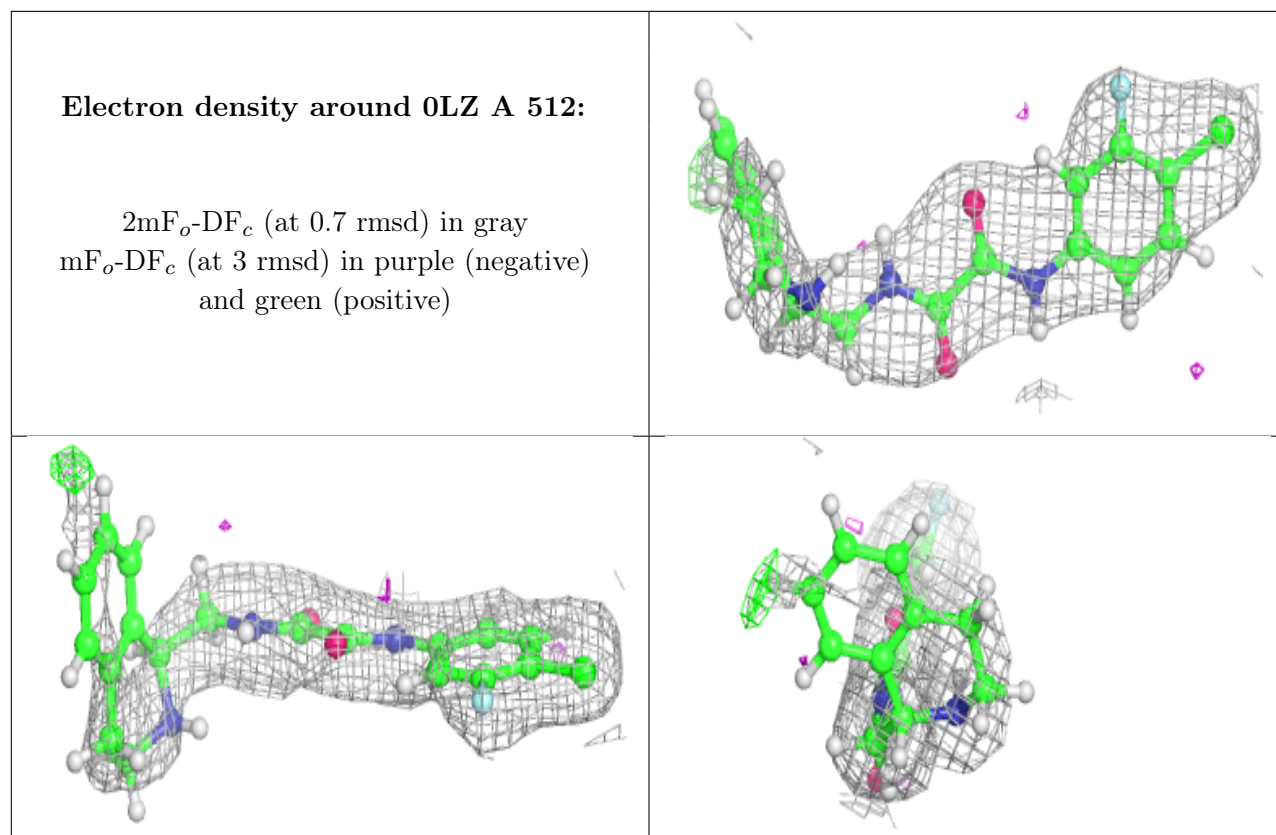 Electron density around 0LZ A 512:
2mFₒ-DF𝒸 (at 0.7 rmsd) in gray
mFₒ-DF𝒸 (at 3 rmsd) in purple (negative)
and green (positive)